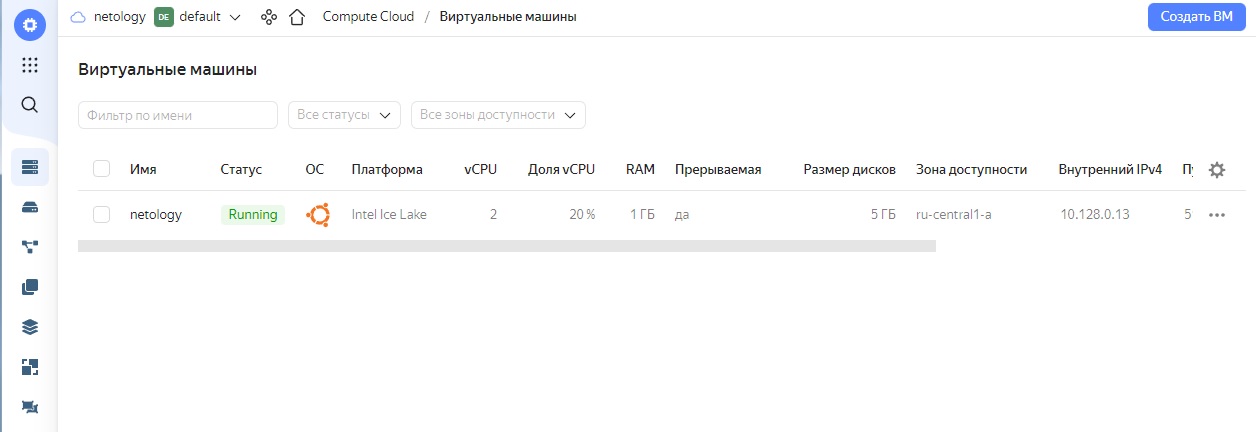 netology DE default Compute Cloud / Виртуальные машины Создать ВМ
Виртуальные машины
Фильтр по имени Все статусы Все зоны доступности
Имя Статус ОС Платформа vCPU Доля vCPU RAM Прерываемая Размер дисков Зона доступности Внутренний IPv4
netology Running Intel Ice Lake 2 20 % 1 ГБ да 5 ГБ ru-central1-a 10.128.0.13 5